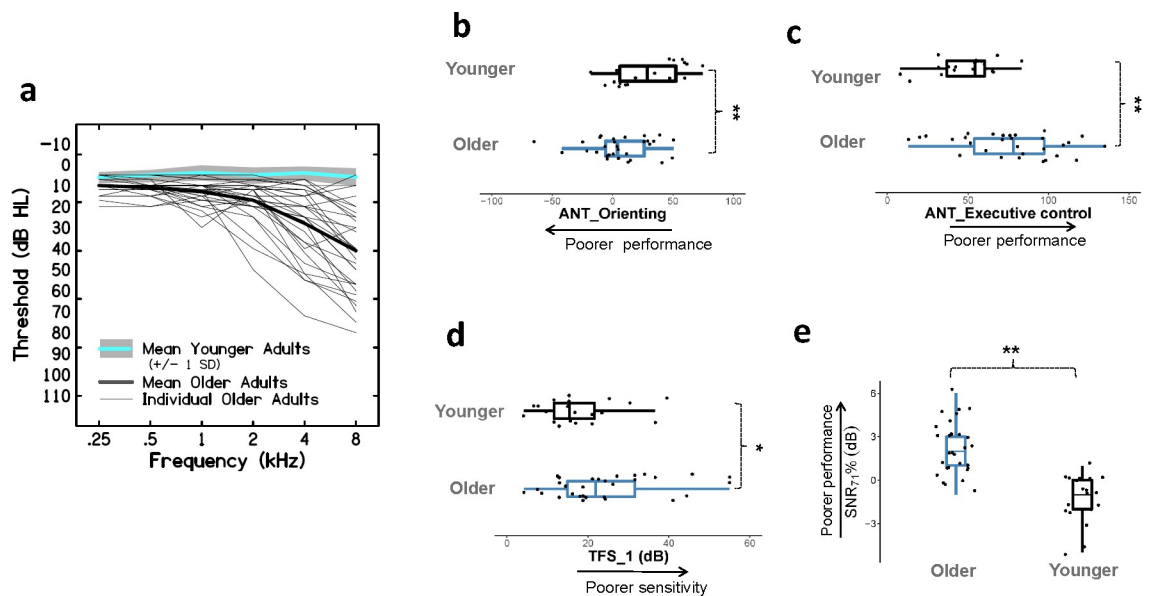 a
Threshold (dB HL)
-10
0
10
20
30
40
50
60
70
80
90
100
110
Mean Younger Adults
(+/- 1 SD)
Mean Older Adults
Individual Older Adults
.25 .5 1 2 4 8
Frequency (kHz)
b
Younger
Older
**
-100 -50 0 50 100
ANT_Orienting
Poorer performance
c
Younger
Older
**
0 50 100 150
ANT_Executive control
Poorer performance
d
Younger
Older
*
0 20 40 60
TFS_1 (dB)
Poorer sensitivity
e
**
Poorer performance
SNR71% (dB)
6
3
0
-3
Older Younger